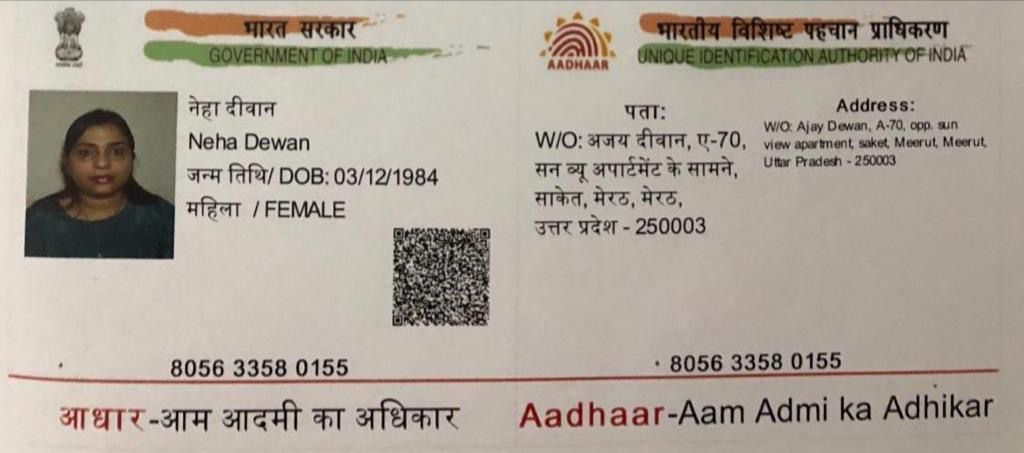 भारत सरकार
GOVERNMENT OF INDIA
नेहा दीवान
Neha Dewan
जन्म तिथि/ DOB: 03/12/1984
महिला / FEMALE
8056 3358 0155
आधार-आम आदमी का अधिकार
AADHAAR
भारतीय विशिष्ट पहचान प्राधिकरण
UNIQUE IDENTIFICATION AUTHORITY OF INDIA
पता:
W/O: अजय दीवान, ए-70,
सन व्यू अपार्टमेंट के सामने,
साकेत, मेरठ, मेरठ,
उत्तर प्रदेश - 250003
Address:
W/O: Ajay Dewan, A-70, opp. sun
view apartment, saket, Meerut, Meerut,
Uttar Pradesh - 250003
8056 3358 0155
Aadhaar-Aam Admi ka Adhikar